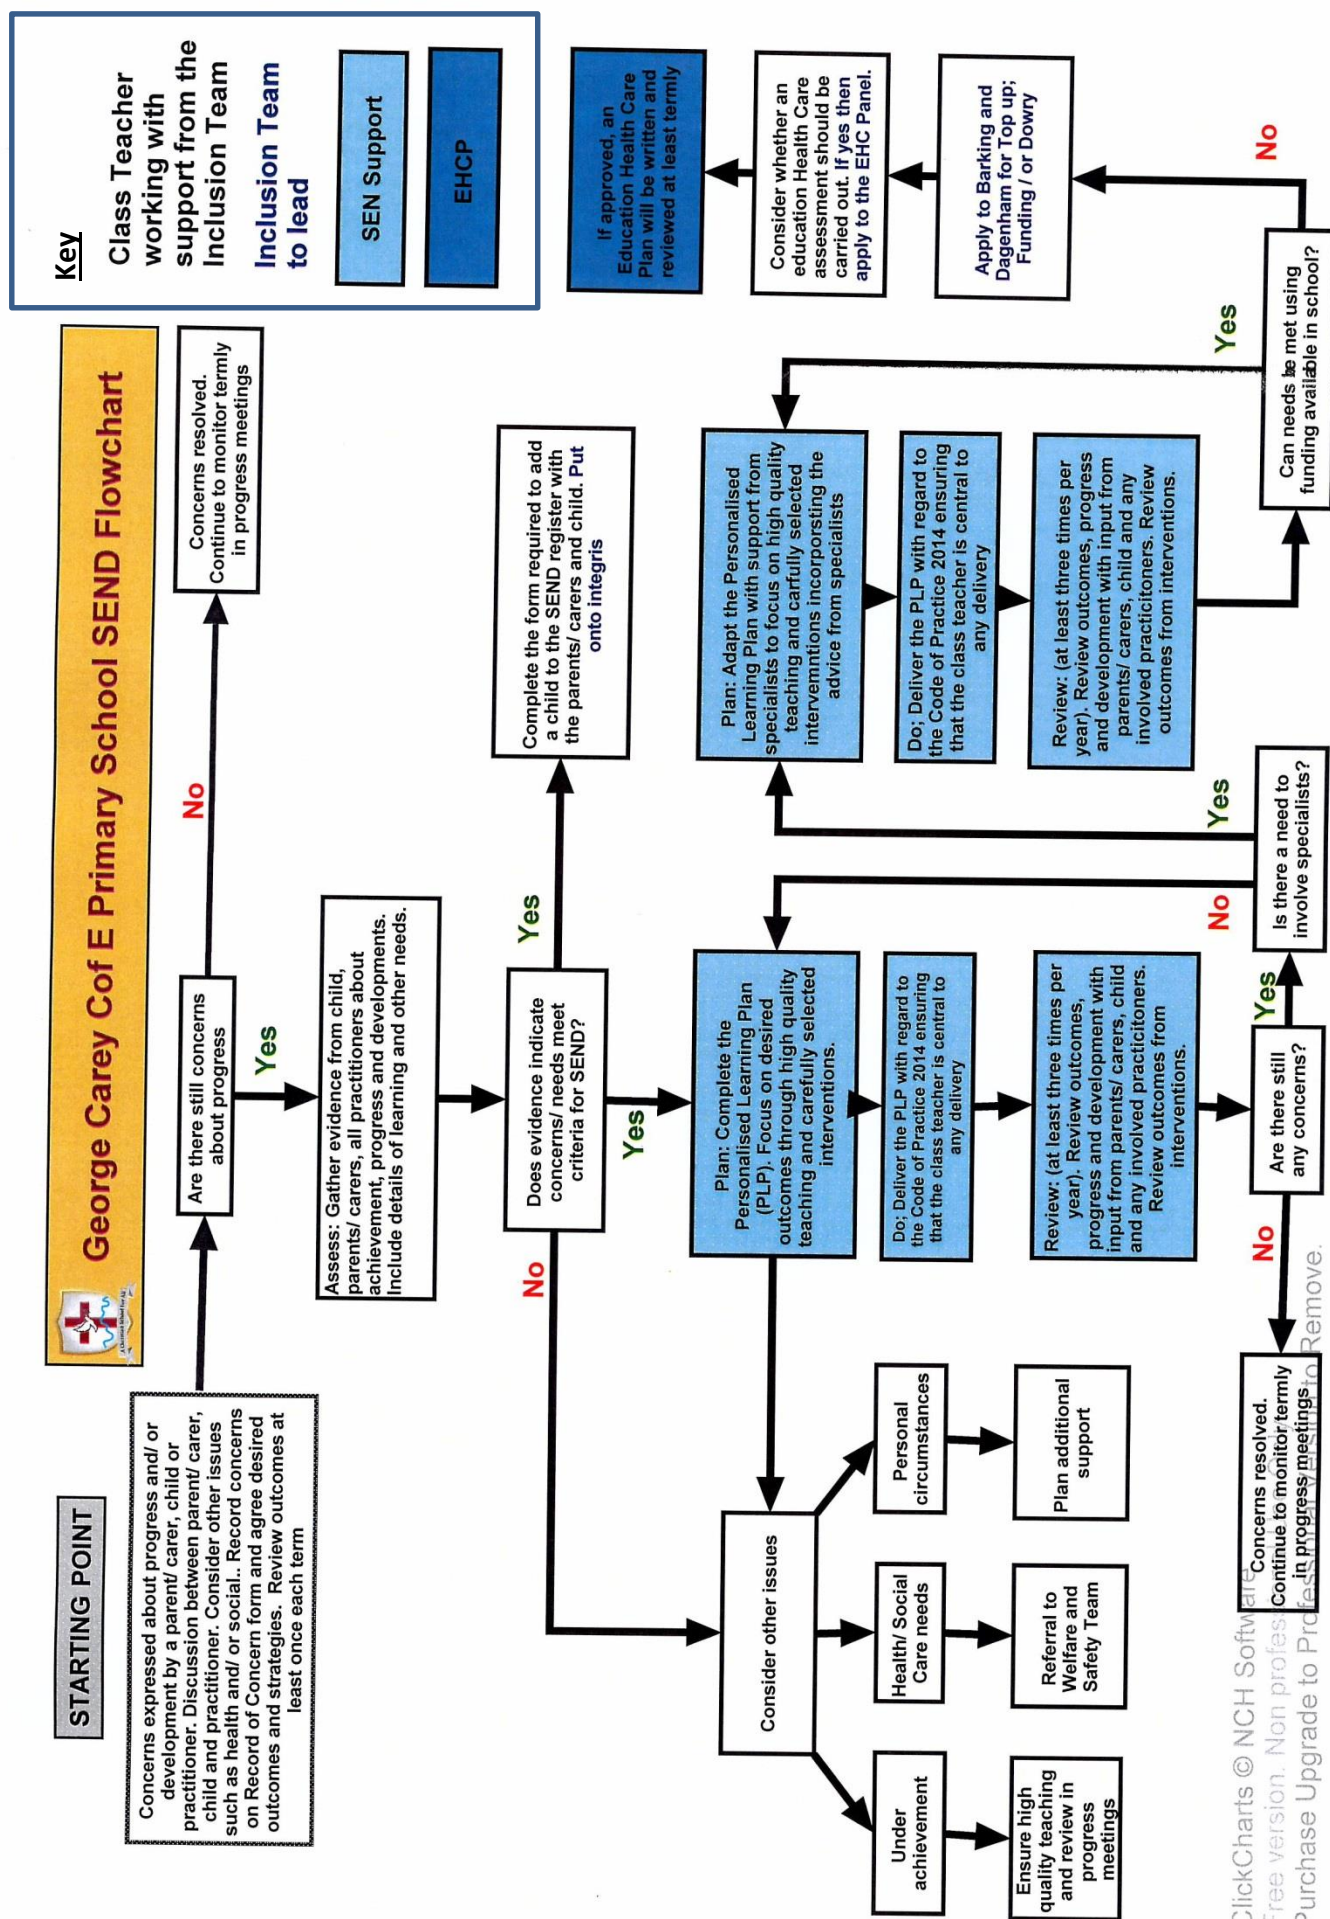 George Carey Cof E Primary School SEND Flowchart
A Christian School For All
Key
Class Teacher
working with
support from the
Inclusion Team
Inclusion Team
to lead
SEN Support
EHCP
STARTING POINT
Concerns expressed about progress and/ or
development by a parent/ carer, child or
practitioner. Discussion between parent/ carer,
child and practitioner. Consider other issues
such as health and/ or social.. Record concerns
on Record of Concern form and agree desired
outcomes and strategies. Review outcomes at
least once each term
Are there still concerns
about progress
No
Concerns resolved.
Continue to monitor termly
in progress meetings
Yes
Assess: Gather evidence from child,
parents/ carers, all practitioners about
achievement, progress and developments.
Include details of learning and other needs.
Does evidence indicate
concerns/ needs meet
criteria for SEND?
Yes
Complete the form required to add
a child to the SEND register with
the parents/ carers and child. Put
onto integris
No
Yes
Consider other issues
Under
achievement
Health/ Social
Care needs
Personal
circumstances
Ensure high
quality teaching
and review in
progress
meetings
Referral to
Welfare and
Safety Team
Plan additional
support
Plan: Complete the
Personalised Learning Plan
(PLP). Focus on desired
outcomes through high quality
teaching and carefully selected
interventions.
Do; Deliver the PLP with regard to
the Code of Practice 2014 ensuring
that the class teacher is central to
any delivery
Review: (at least three times per
year). Review outcomes,
progress and development with
input from parents/ carers, child
and any involved practicitoners.
Review outcomes from
interventions.
Are there still
any concerns?
No
Concerns resolved.
Continue to monitor termly
in progress meetings
Yes
Is there a need to
involve specialists?
No
Yes
Plan: Adapt the Personalised
Learning Plan with support from
specialists to focus on high quality
teaching and carfully selected
intervemntions incorporsting the
advice from specialists
Do; Deliver the PLP with regard to
the Code of Practice 2014 ensuring
that the class teacher is central to
any delivery
Review: (at least three times per
year). Review outcomes, progress
and development with input from
parents/ carers, child and any
involved practicitoners. Review
outcomes from interventions.
Can needs be met using
funding available in school?
Yes
No
Apply to Barking and
Dagenham for Top up;
Funding / or Dowry
Consider whether an
education Health Care
assessment should be
carried out. If yes then
apply to the EHC Panel.
If approved, an
Education Health Care
Plan will be written and
reviewed at least termly
ClickCharts © NCH Software
Free version. Non professional Use Only.
Purchase Upgrade to Professional Version to Remove.